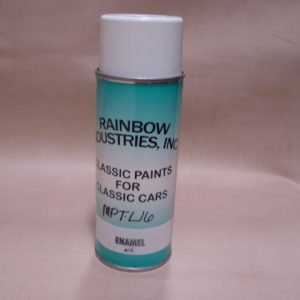 RAINBOW
INDUSTRIES, INC
CLASSIC PAINTS
FOR
CLASSIC CARS
ENAMEL